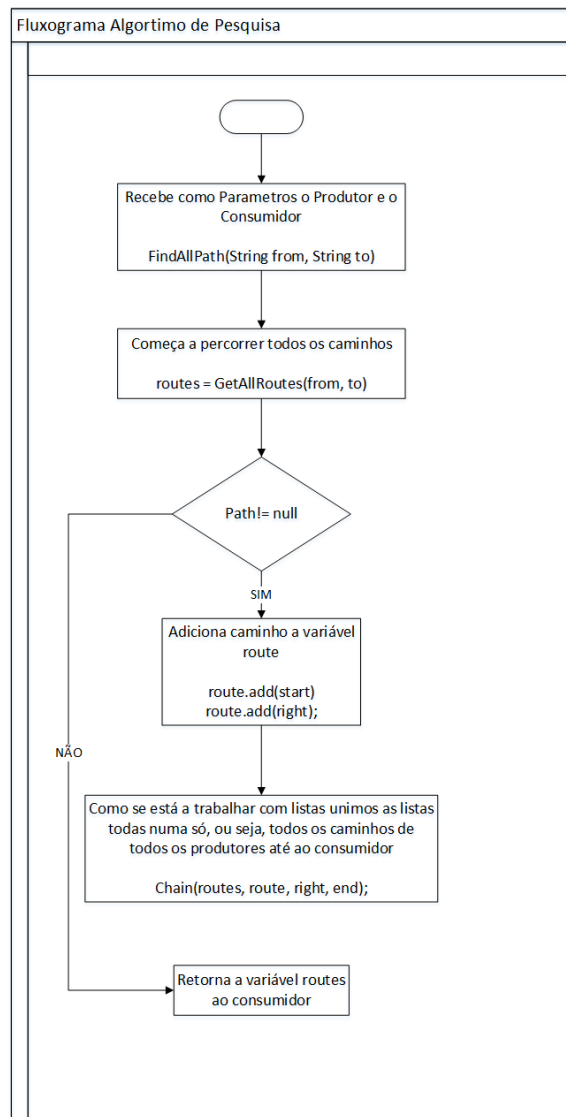 Fluxograma Algortimo de Pesquisa
Recebe como Parametros o Produtor e o
Consumidor
FindAllPath(String from, String to)
Começa a percorrer todos os caminhos
routes = GetAllRoutes(from, to)
Path!= null
SIM
Adiciona caminho a variável
route
route.add(start)
route.add(right);
NÃO
Como se está a trabalhar com listas unimos as listas
todas numa só, ou seja, todos os caminhos de
todos os produtores até ao consumidor
Chain(routes, route, right, end);
Retorna a variável routes
ao consumidor